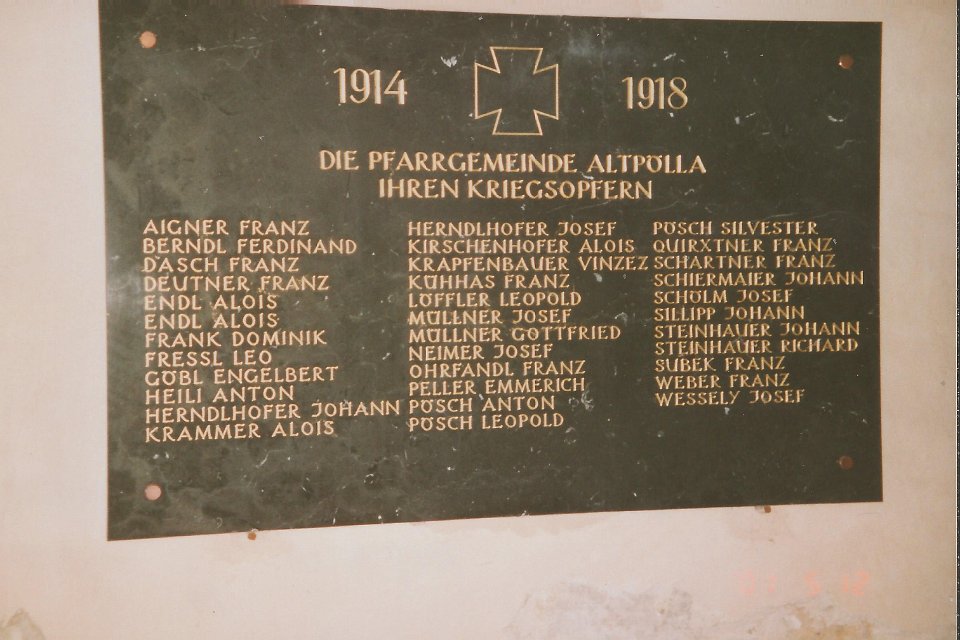 1914 1918
DIE PFARRGEMEINDE ALTPÖLLA
IHREN KRIEGSOPFERN
AIGNER FRANZ
BERNDL FERDINAND
DASCH FRANZ
DEUTNER FRANZ
ENDL ALOIS
ENDL ALOIS
FRANK DOMINIK
FRESSL LEO
GÖBL ENGELBERT
HEILI ANTON
HERNDLHOFER JOHANN
KRAMMER ALOIS
HERNDLHOFER JOSEF
KIRSCHENHOFER ALOIS
KRAPFENBAUER VINZEZ
KÜHHAS FRANZ
LÖFFLER LEOPOLD
MÜLLNER JOSEF
MÜLLNER GOTTFRIED
NEIMER JOSEF
OHRFANDL FRANZ
PELLER EMMERICH
PÖSCH ANTON
PÖSCH LEOPOLD
PÖSCH SILVESTER
QUIRXTNER FRANZ
SCHARTNER FRANZ
SCHIERMAIER JOHANN
SCHÖLM JOSEF
SILLIPP JOHANN
STEINHAUER JOHANN
STEINHAUER RICHARD
SUBEK FRANZ
WEBER FRANZ
WESSELY JOSEF